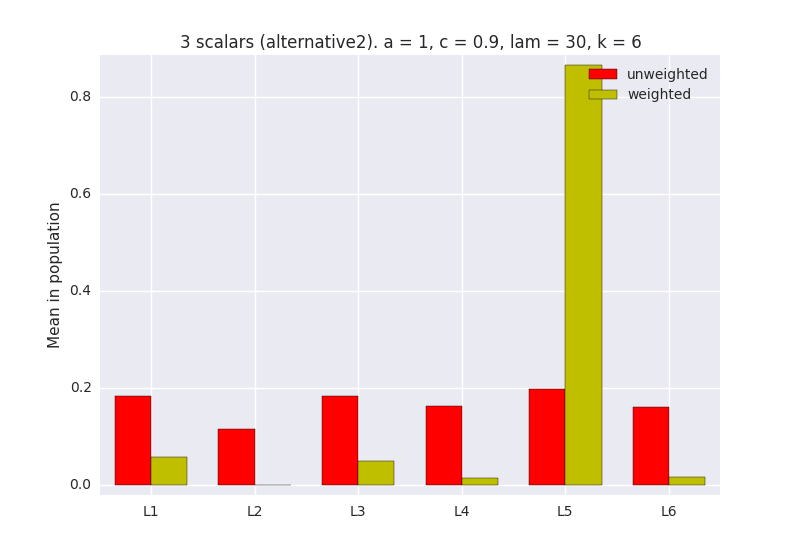 3 scalars (alternative2). a = 1, c = 0.9, lam = 30, k = 6
unweighted
weighted
Mean in population
0.8
0.6
0.4
0.2
0.0
L1 L2 L3 L4 L5 L6